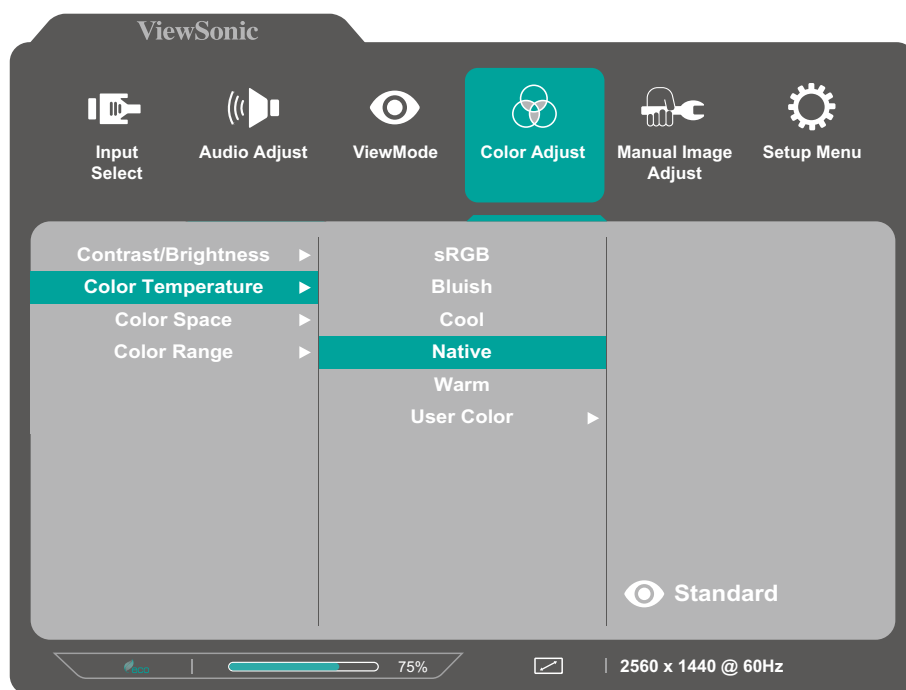 ViewSonic
Input
Select
Audio Adjust
ViewMode
Color Adjust
Manual Image
Adjust
Setup Menu
Contrast/Brightness
Color Temperature
Color Space
Color Range
sRGB
Bluish
Cool
Native
Warm
User Color
Standard
eco
75%
2560 x 1440 @ 60Hz